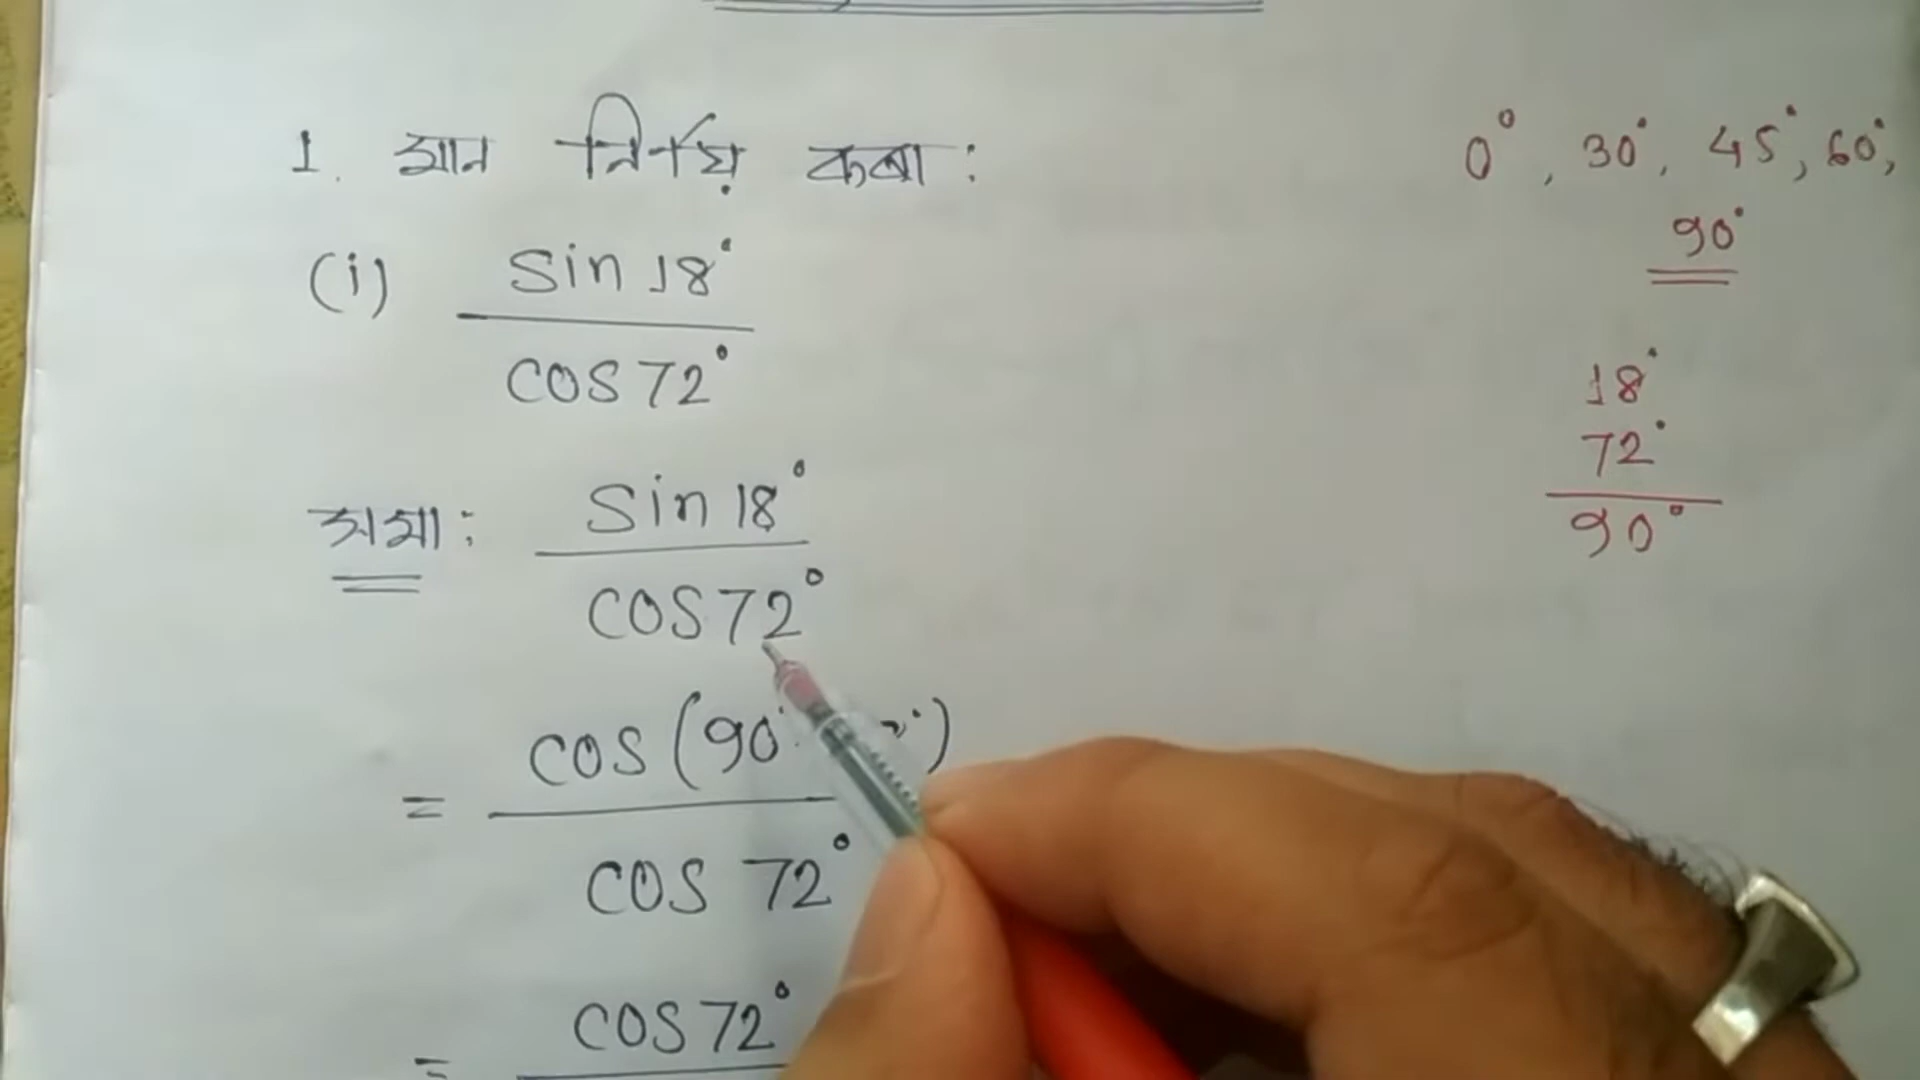 1. মান নিৰ্ণয় কৰা :
0°, 30°, 45°, 60°,
90°
(i) Sin 18°
COS 72°
18°
72°
90°
সমা: Sin 18°
COS 72°
= COS (90°
COS 72°
= COS 72°